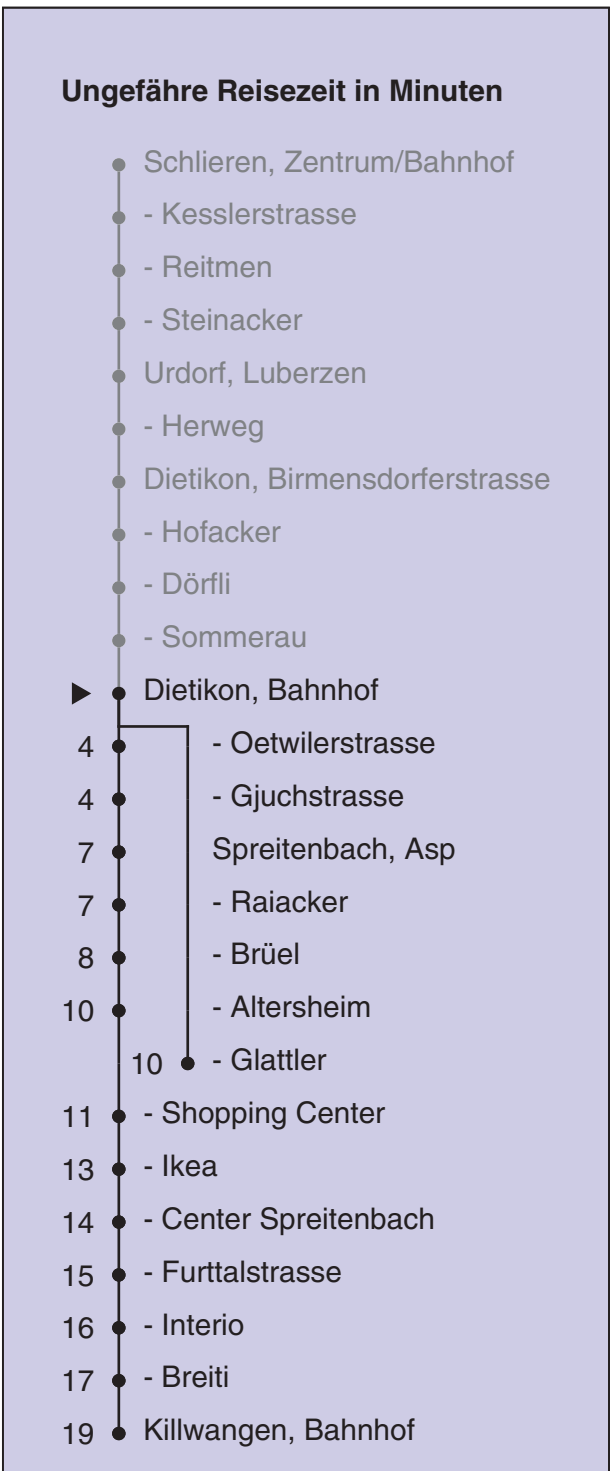 Ungefähre Reisezeit in Minuten
Schlieren, Zentrum/Bahnhof
- Kesslerstrasse
- Reitmen
- Steinacker
Urdorf, Luberzen
- Herweg
Dietikon, Birmensdorferstrasse
- Hofacker
- Dörfli
- Sommerau
Dietikon, Bahnhof
4 - Oetwilerstrasse
4 - Gjuchstrasse
7 Spreitenbach, Asp
7 - Raiacker
8 - Brüel
10 - Altersheim
10 - Glattler
11 - Shopping Center
13 - Ikea
14 - Center Spreitenbach
15 - Furttalstrasse
16 - Interio
17 - Breiti
19 Killwangen, Bahnhof